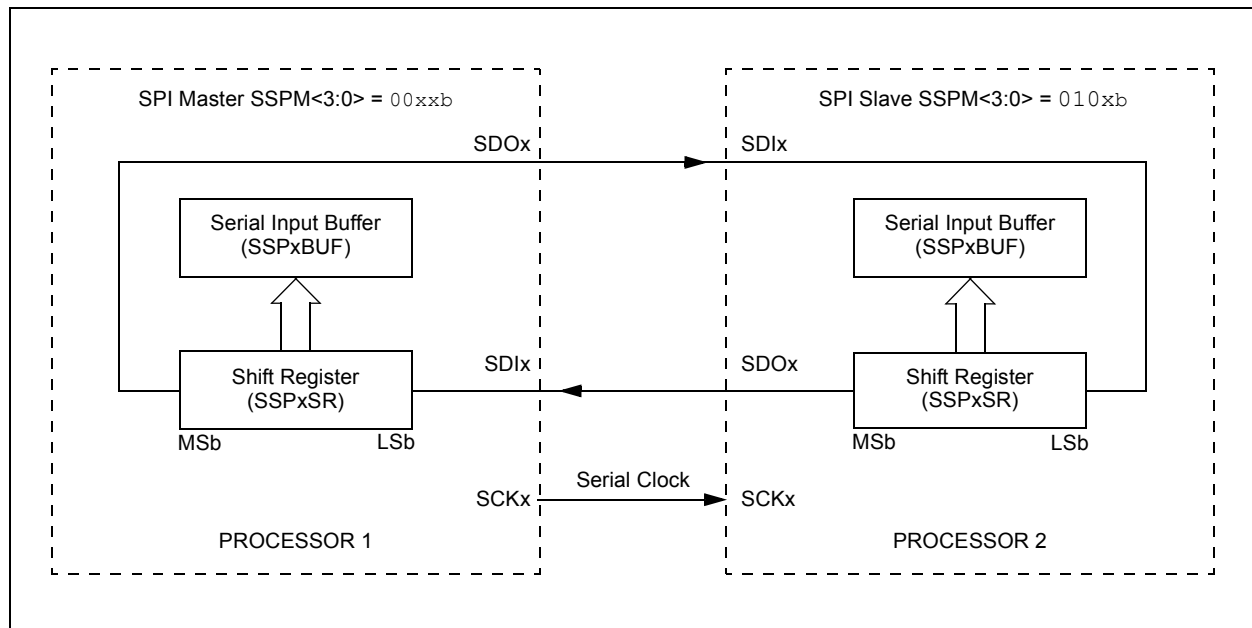 SPI Master SSPM<3:0> = 00xxb
SPI Slave SSPM<3:0> = 010xb
SDOx
SDIx
Serial Input Buffer
(SSPxBUF)
Serial Input Buffer
(SSPxBUF)
SDIx
SDOx
Shift Register
(SSPxSR)
Shift Register
(SSPxSR)
MSb
LSb
MSb
LSb
Serial Clock
SCKx
SCKx
PROCESSOR 1
PROCESSOR 2